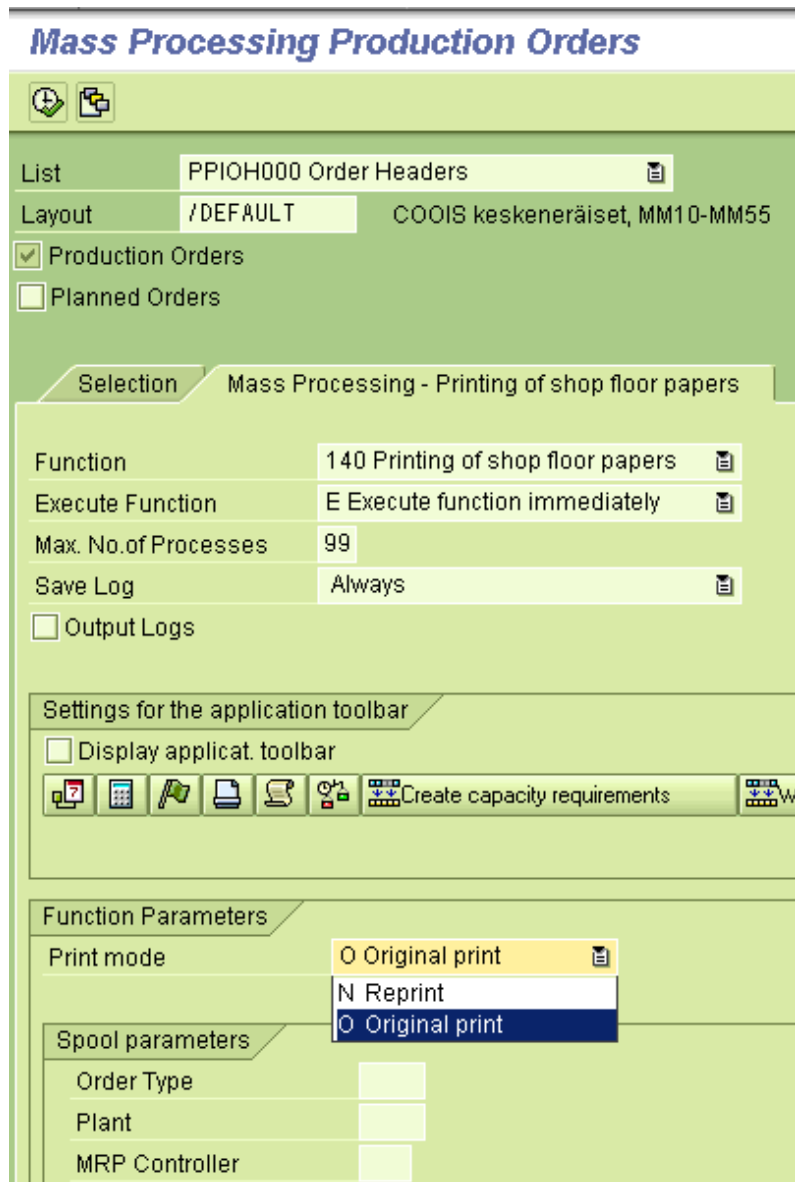 Mass Processing Production Orders
List PPIOH000 Order Headers
Layout /DEFAULT COOIS keskeneräiset, MM10-MM55
Production Orders
Planned Orders
Selection Mass Processing - Printing of shop floor papers
Function 140 Printing of shop floor papers
Execute Function E Execute function immediately
Max. No.of Processes 99
Save Log Always
Output Logs
Settings for the application toolbar
Display applicat. toolbar
Create capacity requirements W
Function Parameters
Print mode O Original print
N Reprint
O Original print
Spool parameters
Order Type
Plant
MRP Controller